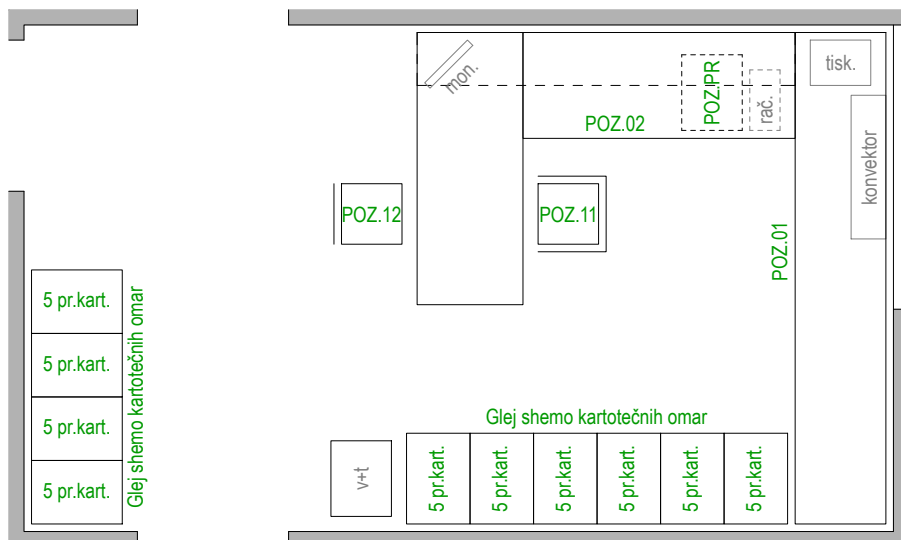 mon.
POZ.PR
rač.
tisk.
POZ.02
konvektor
POZ.12
POZ.11
POZ.01
5 pr.kart.
5 pr.kart.
5 pr.kart.
5 pr.kart.
Glej shemo kartotečnih omar
Glej shemo kartotečnih omar
v+t
5 pr.kart.
5 pr.kart.
5 pr.kart.
5 pr.kart.
5 pr.kart.
5 pr.kart.